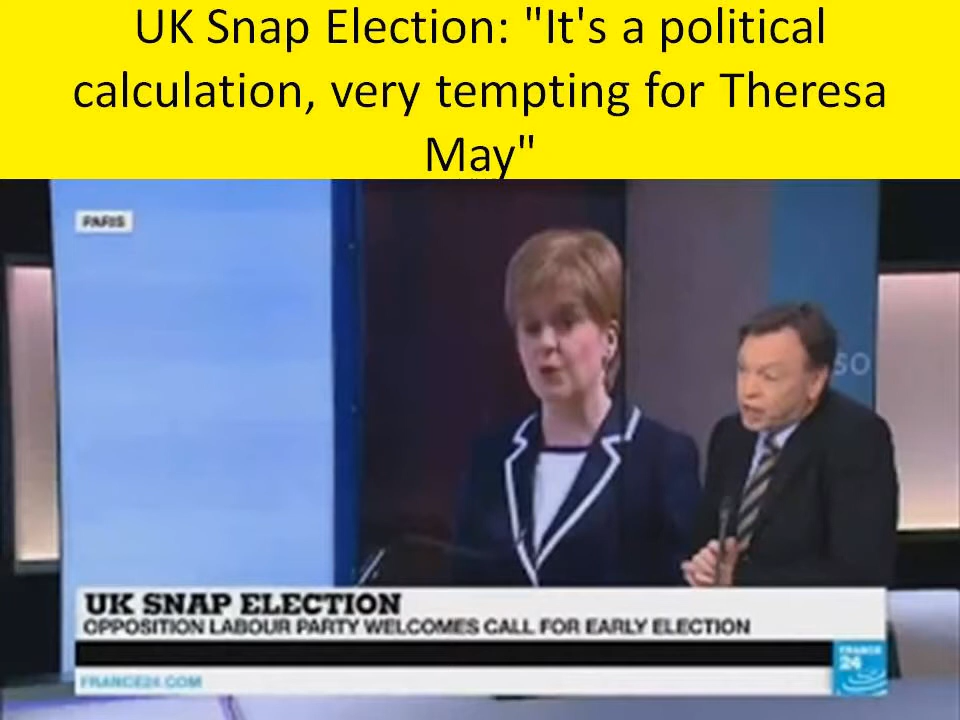 UK Snap Election: "It's a political
calculation, very tempting for Theresa
May"
PARIS
SO
UK SNAP ELECTION
OPPOSITION LABOUR PARTY WELCOMES CALL FOR EARLY ELECTION
FRANCE
24
FRANCE24.COM